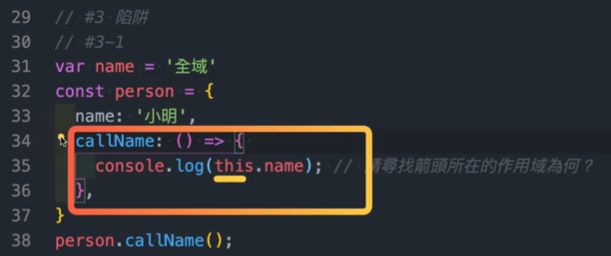 29 // #3 陷阱
30 // #3-1
31 var name = '全域'
32 const person = {
33 name: '小明',
34 callName: () => {
35 console.log(this.name); // 尋找箭頭所在的作用域為何？
36 },
37 }
38 person.callName();